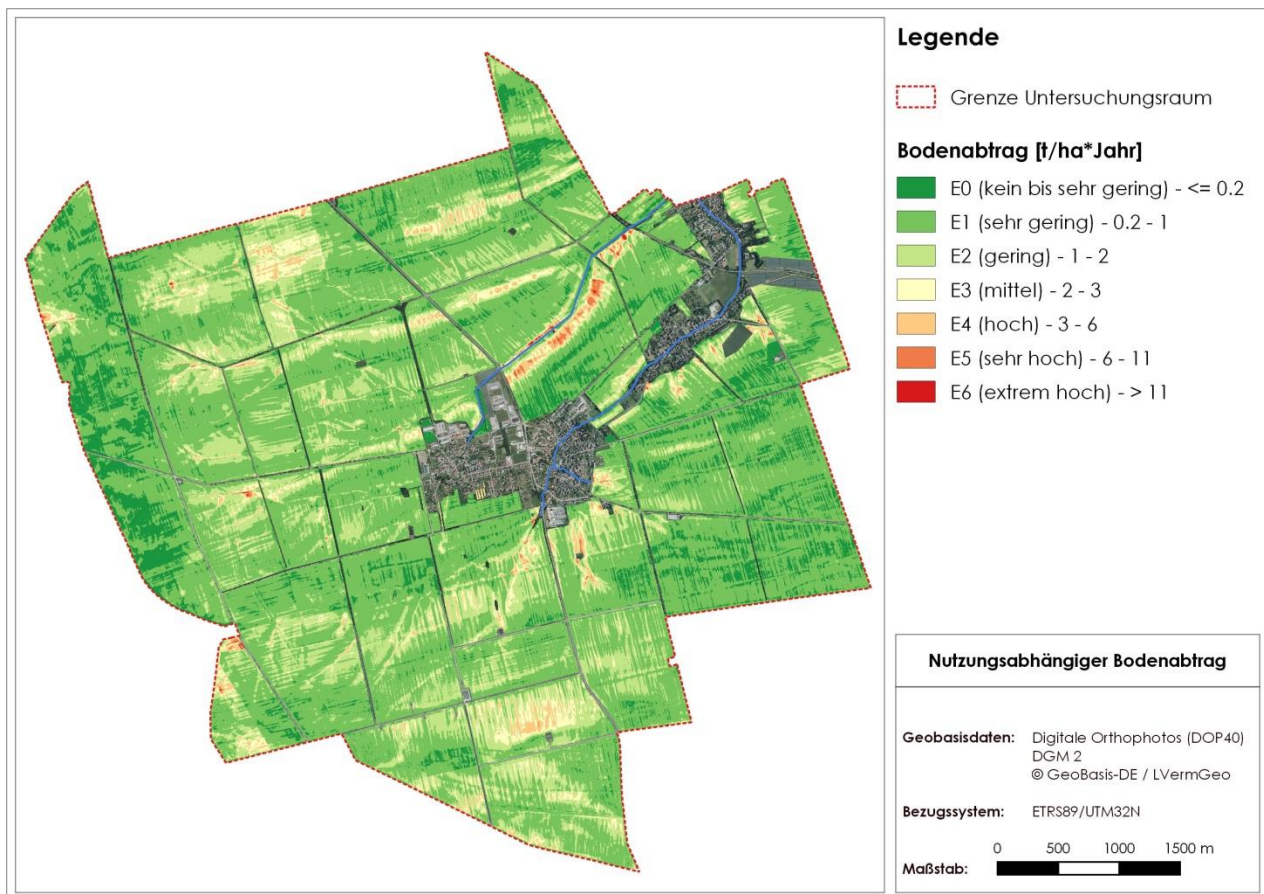 Legende
Grenze Untersuchungsraum
Bodenabtrag [t/ha*Jahr]
E0 (kein bis sehr gering) - <= 0.2
E1 (sehr gering) - 0.2 - 1
E2 (gering) - 1 - 2
E3 (mittel) - 2 - 3
E4 (hoch) - 3 - 6
E5 (sehr hoch) - 6 - 11
E6 (extrem hoch) - > 11
Nutzungsabhängiger Bodenabtrag
Geobasisdaten: Digitale Orthophotos (DOP40)
DGM 2
© GeoBasis-DE / LVermGeo
Bezugssystem: ETRS89/UTM32N
Maßstab: 0 500 1000 1500 m